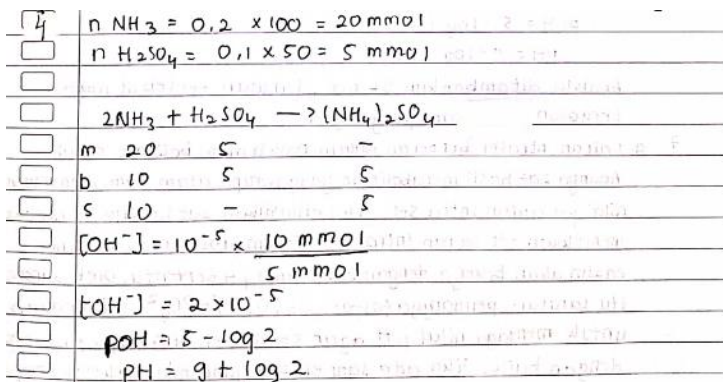 4 n NH3 = 0,2 x 100 = 20 mmol
n H2SO4 = 0,1 x 50 = 5 mmol
2NH3 + H2SO4 —> (NH4)2SO4
m 20 5 -
b 10 5 5
s 10 - 5
[OH⁻] = 10⁻⁵ x 10 mmol
5 mmol
[OH⁻] = 2 x 10⁻⁵
pOH = 5 - log 2
PH = 9 + log 2